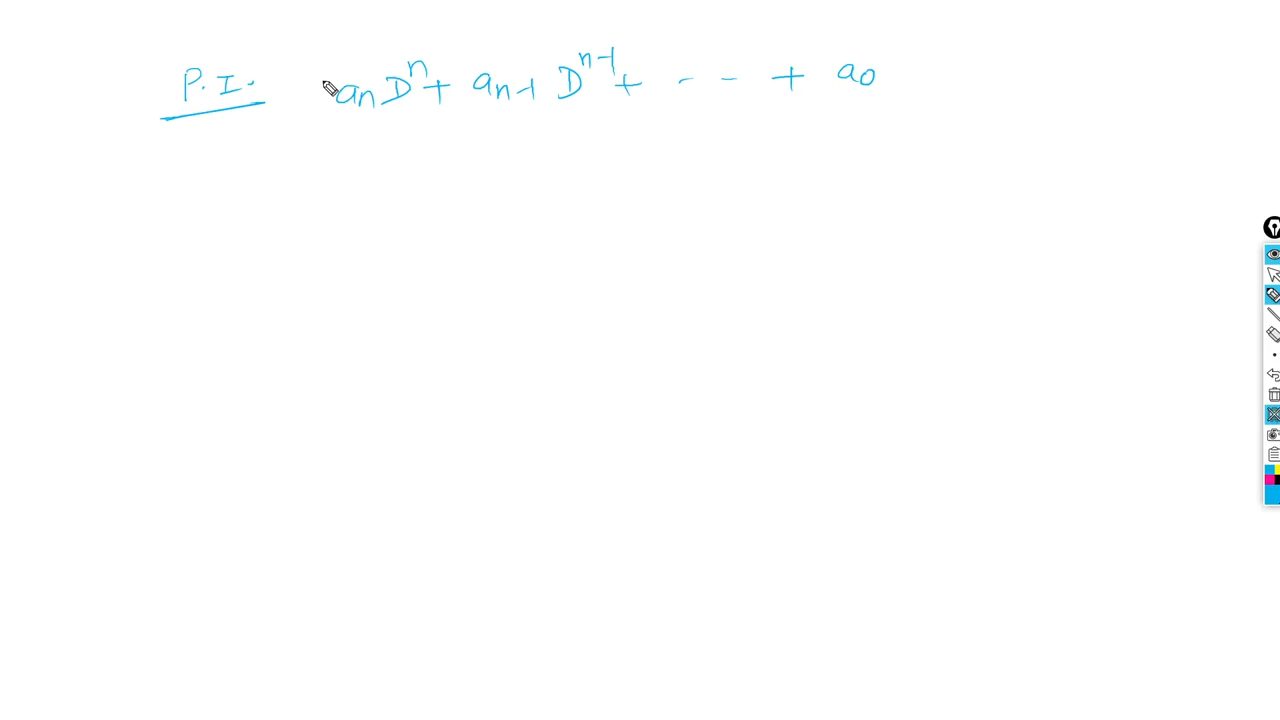 P.I. aₙDⁿ + aₙ₋₁ Dⁿ⁻¹ + - - + a₀